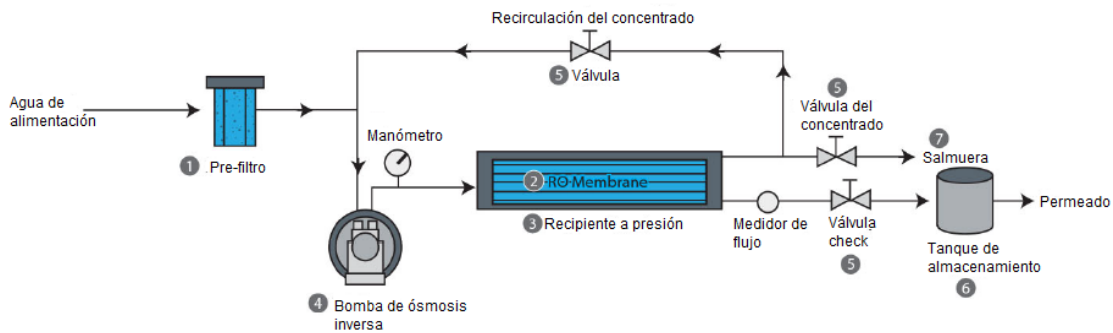 Recirculación del concentrado
5 Válvula
5
Válvula del
concentrado
7
Salmuera
Agua de
alimentación
1 .Pre-filtro
Manómetro
2 RO Membrane
3 Recipiente a presión
Medidor de
flujo
Válvula
check
5
Permeado
Tanque de
almacenamiento
6
4 Bomba de ósmosis
inversa